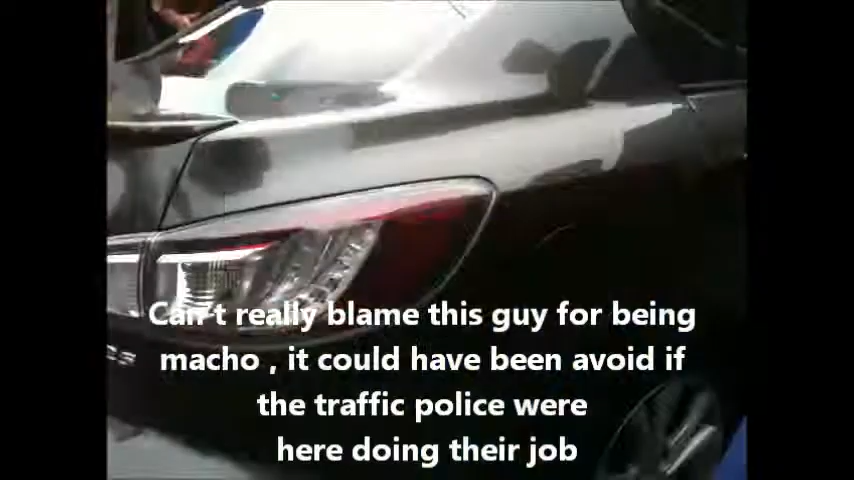 Can't really blame this guy for being
macho , it could have been avoid if
the traffic police were
here doing their job